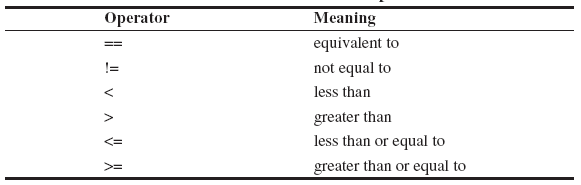 Operator Meaning
== equivalent to
!= not equal to
< less than
> greater than
<= less than or equal to
>= greater than or equal to